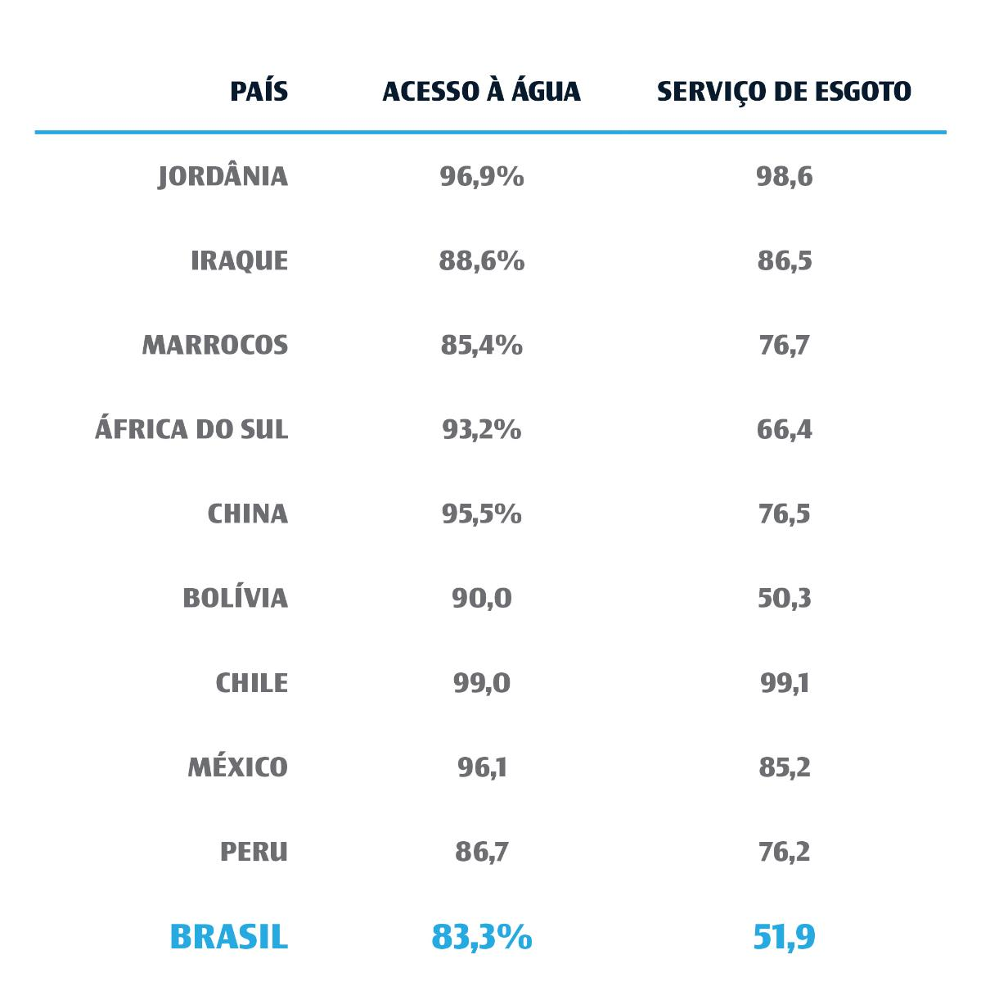 PAÍS ACESSO À ÁGUA SERVIÇO DE ESGOTO
JORDÂNIA 96,9% 98,6
IRAQUE 88,6% 86,5
MARROCOS 85,4% 76,7
ÁFRICA DO SUL 93,2% 66,4
CHINA 95,5% 76,5
BOLÍVIA 90,0 50,3
CHILE 99,0 99,1
MÉXICO 96,1 85,2
PERU 86,7 76,2
BRASIL 83,3% 51,9